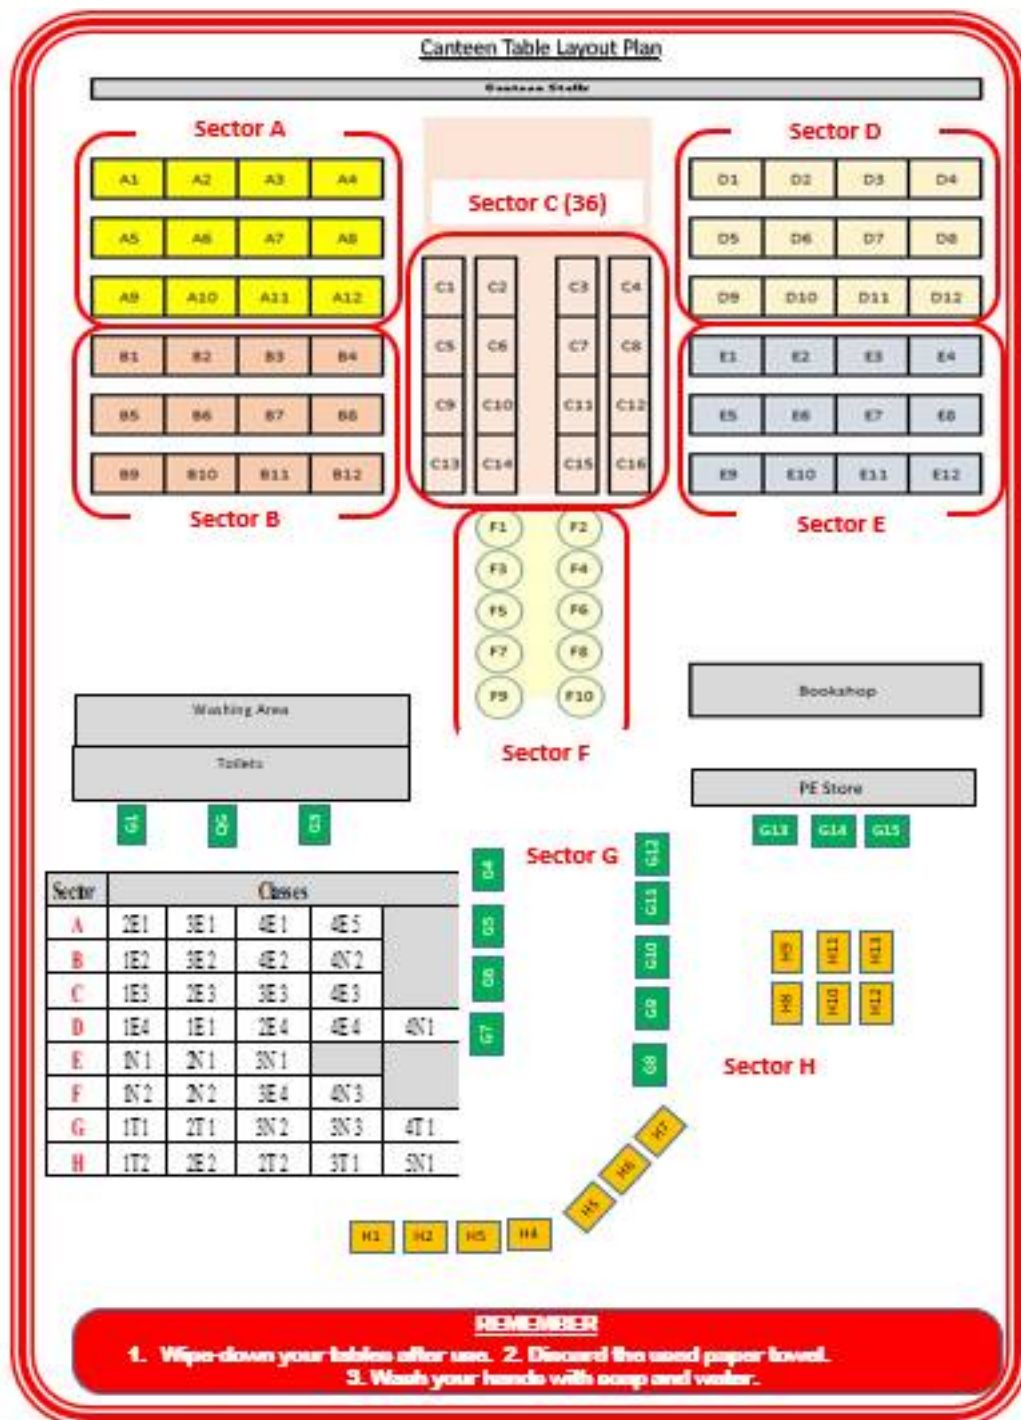 Canteen Table Layout Plan
Canteen Stalls
Sector A
Sector D
Sector C (36)
A1 A2 A3 A4
A5 A6 A7 A8
A9 A10 A11 A12
D1 D2 D3 D4
D5 D6 D7 D8
D9 D10 D11 D12
C1 C2 C3 C4
C5 C6 C7 C8
C9 C10 C11 C12
C13 C14 C15 C16
B1 B2 B3 B4
B5 B6 B7 B8
B9 B10 B11 B12
E1 E2 E3 E4
E5 E6 E7 E8
E9 E10 E11 E12
Sector B
Sector E
F1 F2
F3 F4
F5 F6
F7 F8
F9 F10
Sector F
Washing Area
Toilets
Bookshop
PE Store
G1 G3
G13 G14 G15
Sector G
G4 G12
G5 G11
G6 G10
G7 G9
G8
H9 H11 H13
H8 H10 H12
Sector H
Sector Classes
A 2E1 3E1 4E1 4E5
B 1E2 3E2 4E2 4N2
C 1E3 2E3 3E3 4E3
D 1E4 1E1 2E4 4E4 4N1
E 1N1 2N1 3N1
F 1N2 2N2 3E4 4N3
G 1T1 2T1 3N2 3N3 4T1
H 1T2 2E2 2T2 3T1 5N1
H7
H6
H5
H1 H2 H4
REMEMBER
1. Wipe-down your tables after use. 2. Discard the used paper towel.
3. Wash your hands with soap and water.